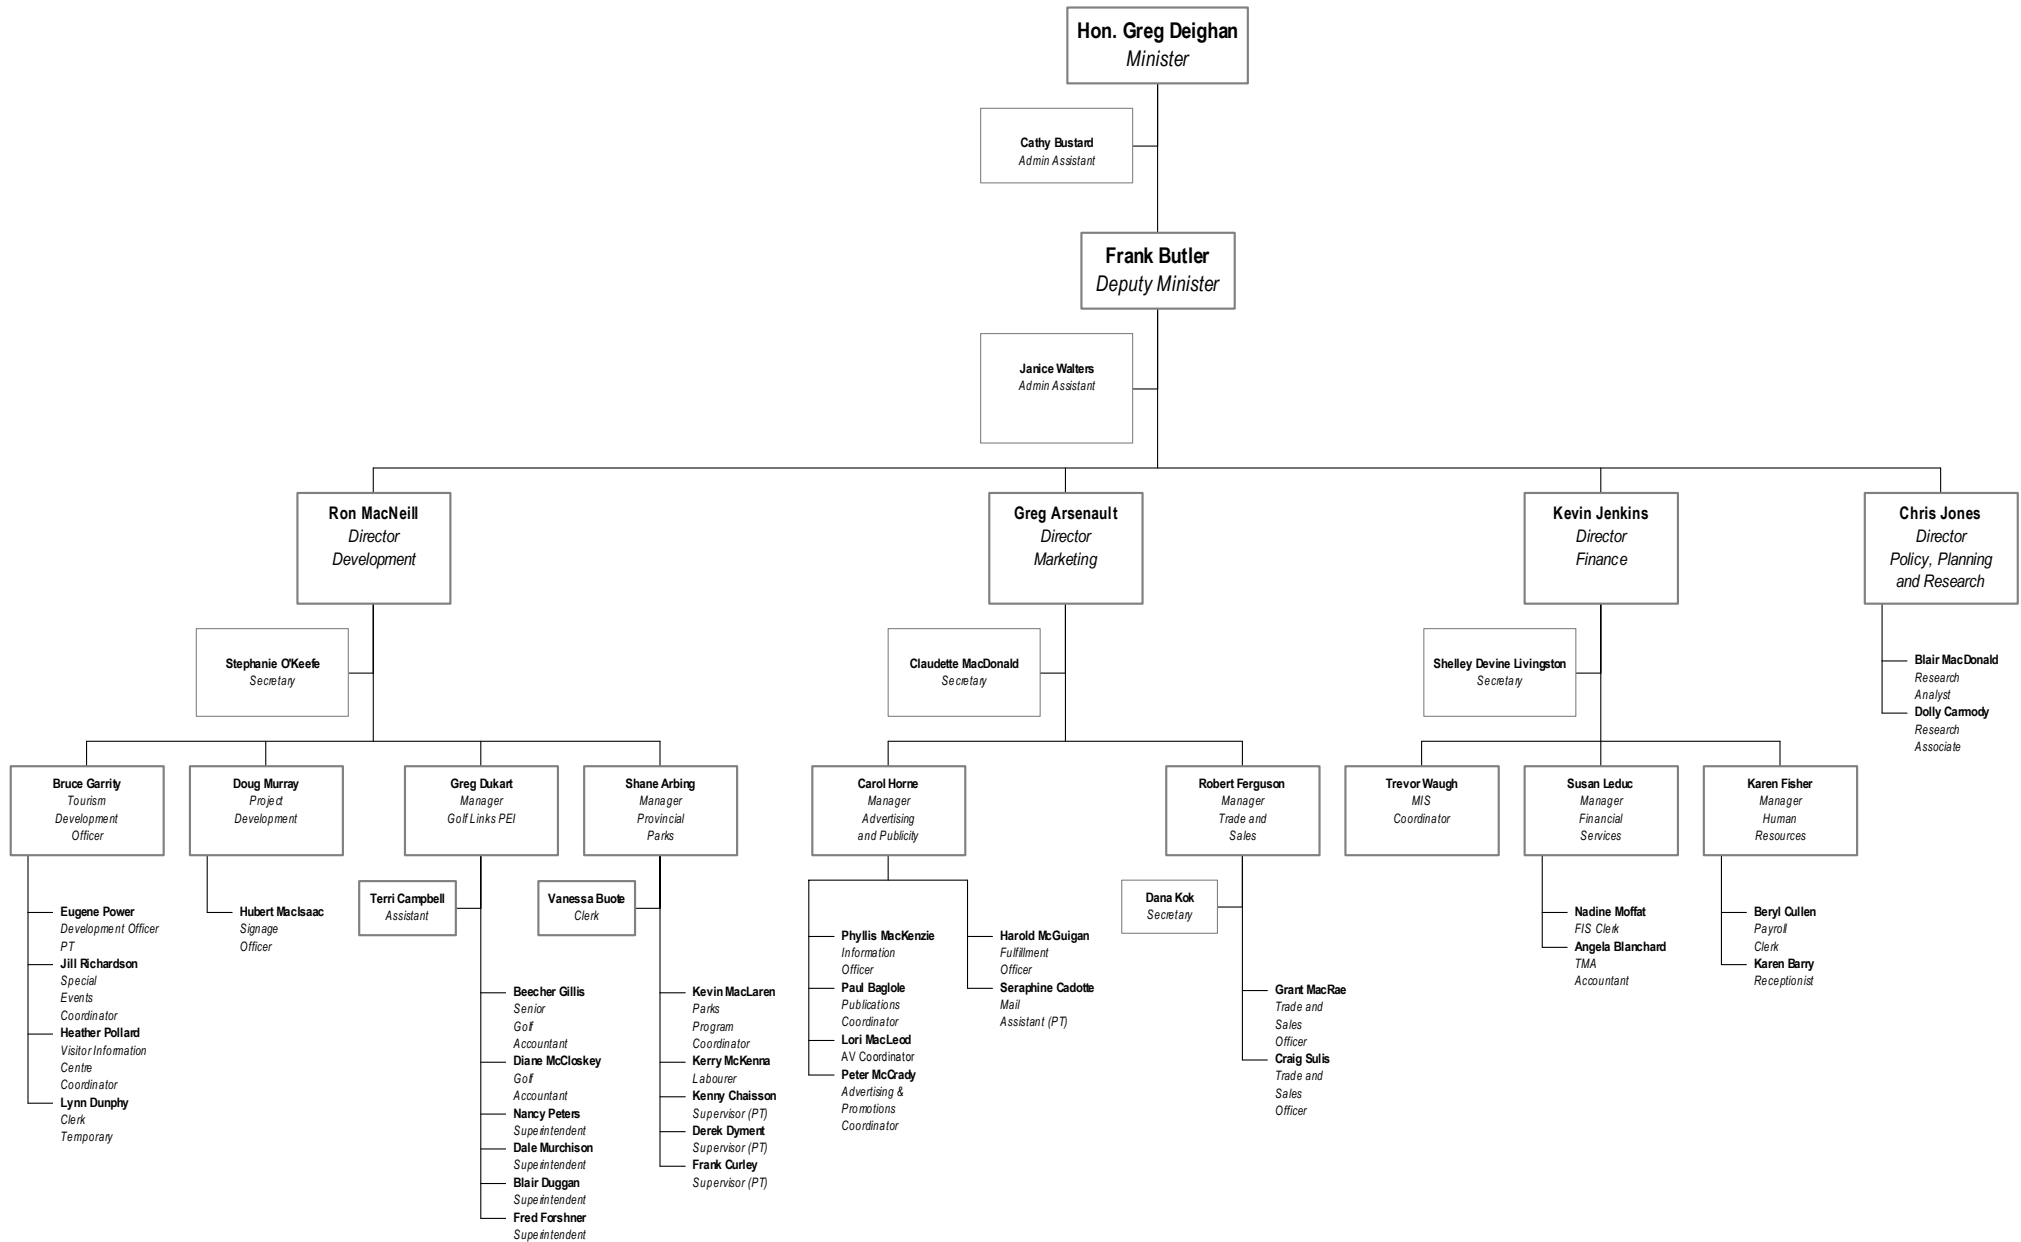 Hon. Greg Deighan
Minister
Cathy Bustard
Admin Assistant
Frank Butler
Deputy Minister
Janice Walters
Admin Assistant
Ron MacNeill
Director
Development
Greg Arsenault
Director
Marketing
Kevin Jenkins
Director
Finance
Chris Jones
Director
Policy, Planning
and Research
Stephanie O'Keefe
Secretary
Claudette MacDonald
Secretary
Shelley Devine Livingston
Secretary
Blair MacDonald
Research
Analyst
Dolly Carmody
Research
Associate
Bruce Garrity
Tourism
Development
Officer
Doug Murray
Project
Development
Greg Dukart
Manager
Golf Links PEI
Shane Arbing
Manager
Provincial
Parks
Carol Horne
Manager
Advertising
and Publicity
Robert Ferguson
Manager
Trade and
Sales
Trevor Waugh
MIS
Coordinator
Susan Leduc
Manager
Financial
Services
Karen Fisher
Manager
Human
Resources
Eugene Power
Development Officer
PT
Jill Richardson
Special
Events
Coordinator
Heather Pollard
Visitor Information
Centre
Coordinator
Lynn Dunphy
Clerk
Temporary
Hubert MacIsaac
Signage
Officer
Terri Campbell
Assistant
Beecher Gillis
Senior
Golf
Accountant
Diane McCloskey
Golf
Accountant
Nancy Peters
Superintendent
Dale Murchison
Superintendent
Blair Duggan
Superintendent
Fred Forshner
Superintendent
Vanessa Buote
Clerk
Kevin MacLaren
Parks
Program
Coordinator
Kerry McKenna
Labourer
Kenny Chaisson
Supervisor (PT)
Derek Dyment
Supervisor (PT)
Frank Curley
Supervisor (PT)
Phyllis MacKenzie
Information
Officer
Paul Baglole
Publications
Coordinator
Lori MacLeod
AV Coordinator
Peter McCrady
Advertising &
Promotions
Coordinator
Harold McGuigan
Fulfillment
Officer
Seraphine Cadotte
Mail
Assistant (PT)
Dana Kok
Secretary
Grant MacRae
Trade and
Sales
Officer
Craig Sulis
Trade and
Sales
Officer
Nadine Moffat
FIS Clerk
Angela Blanchard
TMA
Accountant
Beryl Cullen
Payroll
Clerk
Karen Barry
Receptionist